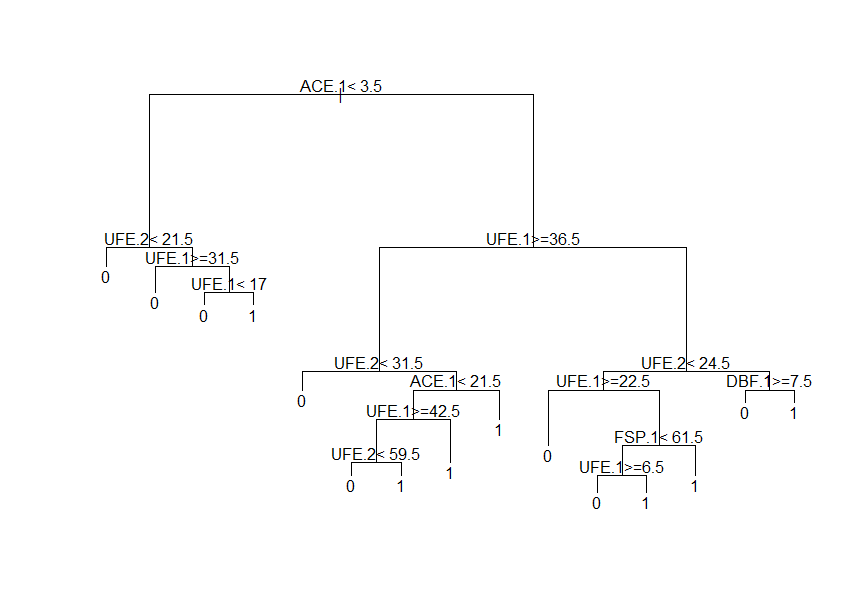 ACE.1< 3.5
UFE.2< 21.5
UFE.1>=36.5
UFE.1>=31.5
0
UFE.1< 17
0
0
1
UFE.2< 31.5
UFE.2< 24.5
ACE.1< 21.5
UFE.1>=22.5
DBF.1>=7.5
0
UFE.1>=42.5
0
1
1
FSP.1< 61.5
UFE.2< 59.5
0
UFE.1>=6.5
1
0
1
1
0
1